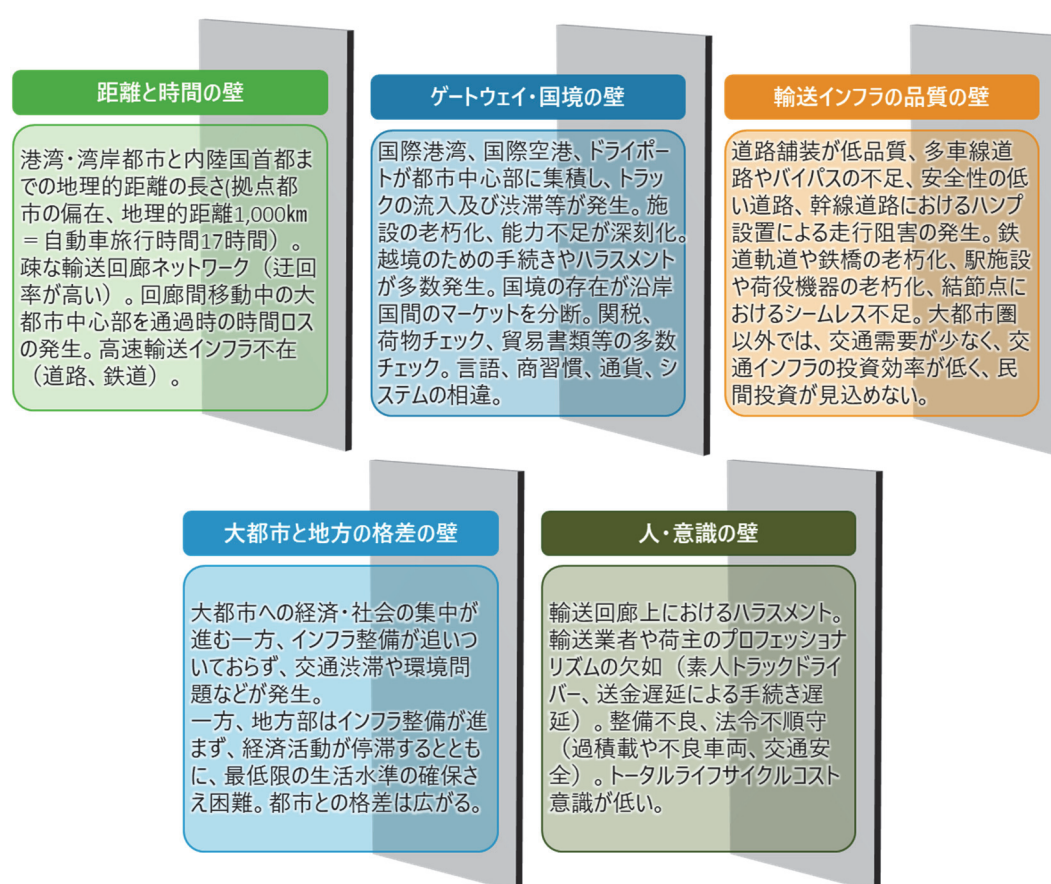 距離と時間の壁
港湾・湾岸都市と内陸国首都ま
での地理的距離の長さ(拠点都
市の偏在、地理的距離1,000km
＝自動車旅行時間17時間）。
疎な輸送回廊ネットワーク（迂回
率が高い）。回廊間移動中の大
都市中心部を通過時の時間ロス
の発生。高速輸送インフラ不在
（道路、鉄道）。
ゲートウェイ・国境の壁
国際港湾、国際空港、ドライポー
トが都市中心部に集積し、トラッ
クの流入及び渋滞等が発生。施
設の老朽化、能力不足が深刻化。
越境のための手続きやハラスメント
が多数発生。国境の存在が沿岸
国間のマーケットを分断。関税、
荷物チェック、貿易書類等の多数
チェック。言語、商習慣、通貨、シ
ステムの相違。
輸送インフラの品質の壁
道路舗装が低品質、多車線道
路やバイパスの不足、安全性の低
い道路、幹線道路におけるハンプ
設置による走行阻害の発生。鉄
道軌道や鉄橋の老朽化、駅施設
や荷役機器の老朽化、結節点に
おけるシームレス不足。大都市圏
以外では、交通需要が少なく、交
通インフラの投資効率が低く、民
間投資が見込めない。
大都市と地方の格差の壁
大都市への経済・社会の集中が
進む一方、インフラ整備が追いつ
いておらず、交通渋滞や環境問
題などが発生。
一方、地方部はインフラ整備が進
まず、経済活動が停滞するととも
に、最低限の生活水準の確保さ
え困難。都市との格差は広がる。
人・意識の壁
輸送回廊上におけるハラスメント。
輸送業者や荷主のプロフェッショナ
リズムの欠如（素人トラックドライ
バー、送金遅延による手続き遅
延）。整備不良、法令不順守
（過積載や不良車両、交通安
全）。トータルライフサイクルコスト
意識が低い。